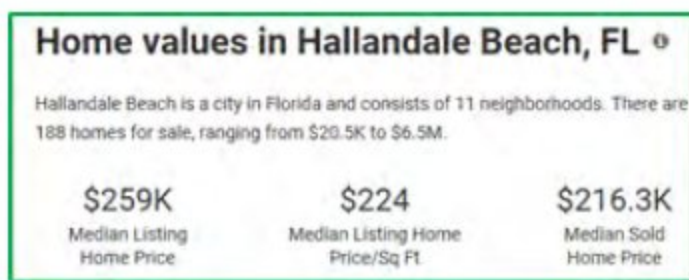 Home values in Hallandale Beach, FL
Hallandale Beach is a city in Florida and consists of 11 neighborhoods. There are
188 homes for sale, ranging from $20.5K to $6.5M.
$259K $224 $216.3K
Median Listing Median Listing Home Median Sold
Home Price Price/Sq Ft Home Price